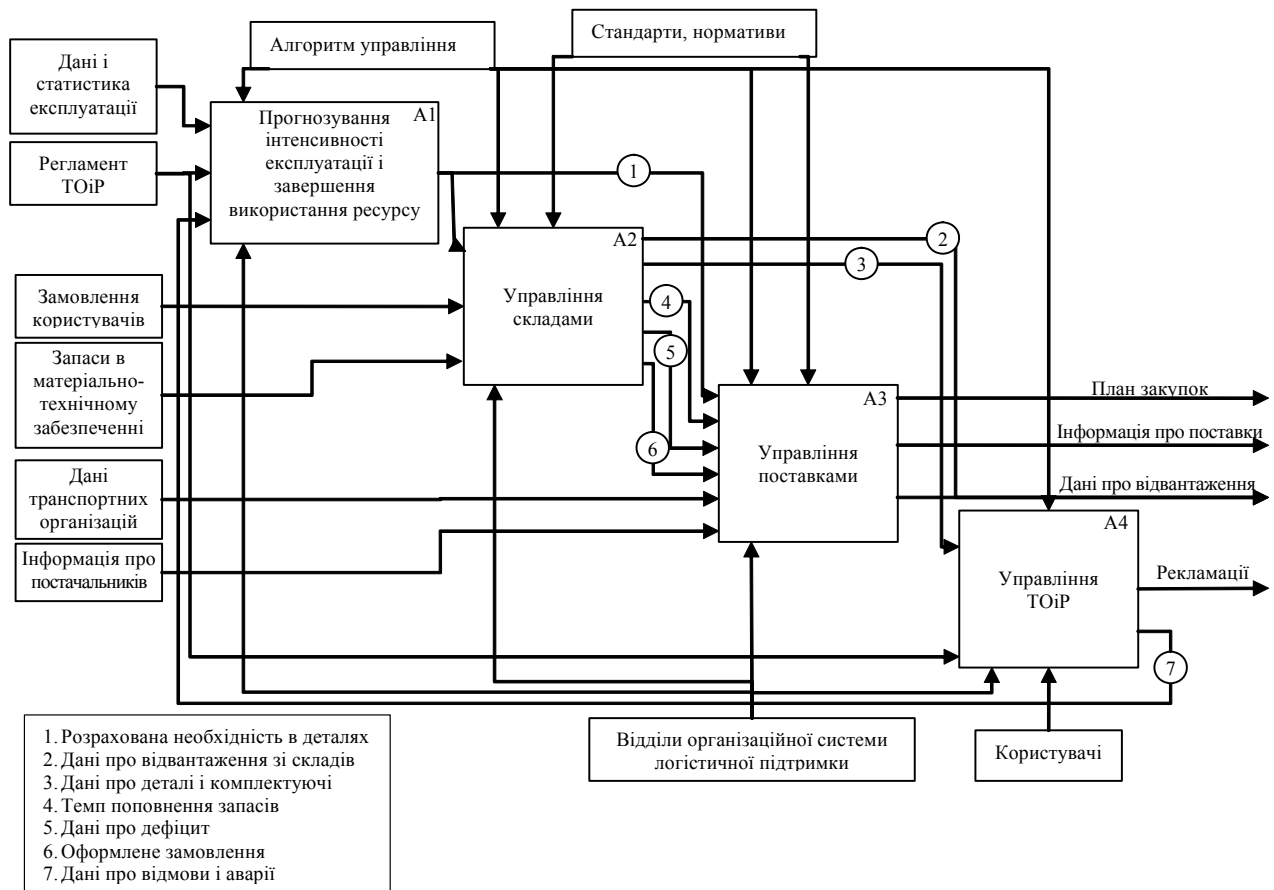 Алгоритм управління
Стандарти, нормативи
Дані і
статистика
експлуатації
Регламент
ТОіР
А1
Прогнозування
інтенсивності
експлуатації і
завершення
використання ресурсу
1
А2
Управління
складами
2
3
4
5
6
Замовлення
користувачів
Запаси в
матеріально-
технічному
забезпеченні
Дані
транспортних
організацій
Інформація про
постачальників
А3
Управління
поставками
План закупок
Інформація про поставки
Дані про відвантаження
А4
Управління
ТОіР
Рекламації
7
Відділи організаційної системи
логістичної підтримки
Користувачі
1. Розрахована необхідність в деталях
2. Дані про відвантаження зі складів
3. Дані про деталі і комплектуючі
4. Темп поповнення запасів
5. Дані про дефіцит
6. Оформлене замовлення
7. Дані про відмови і аварії